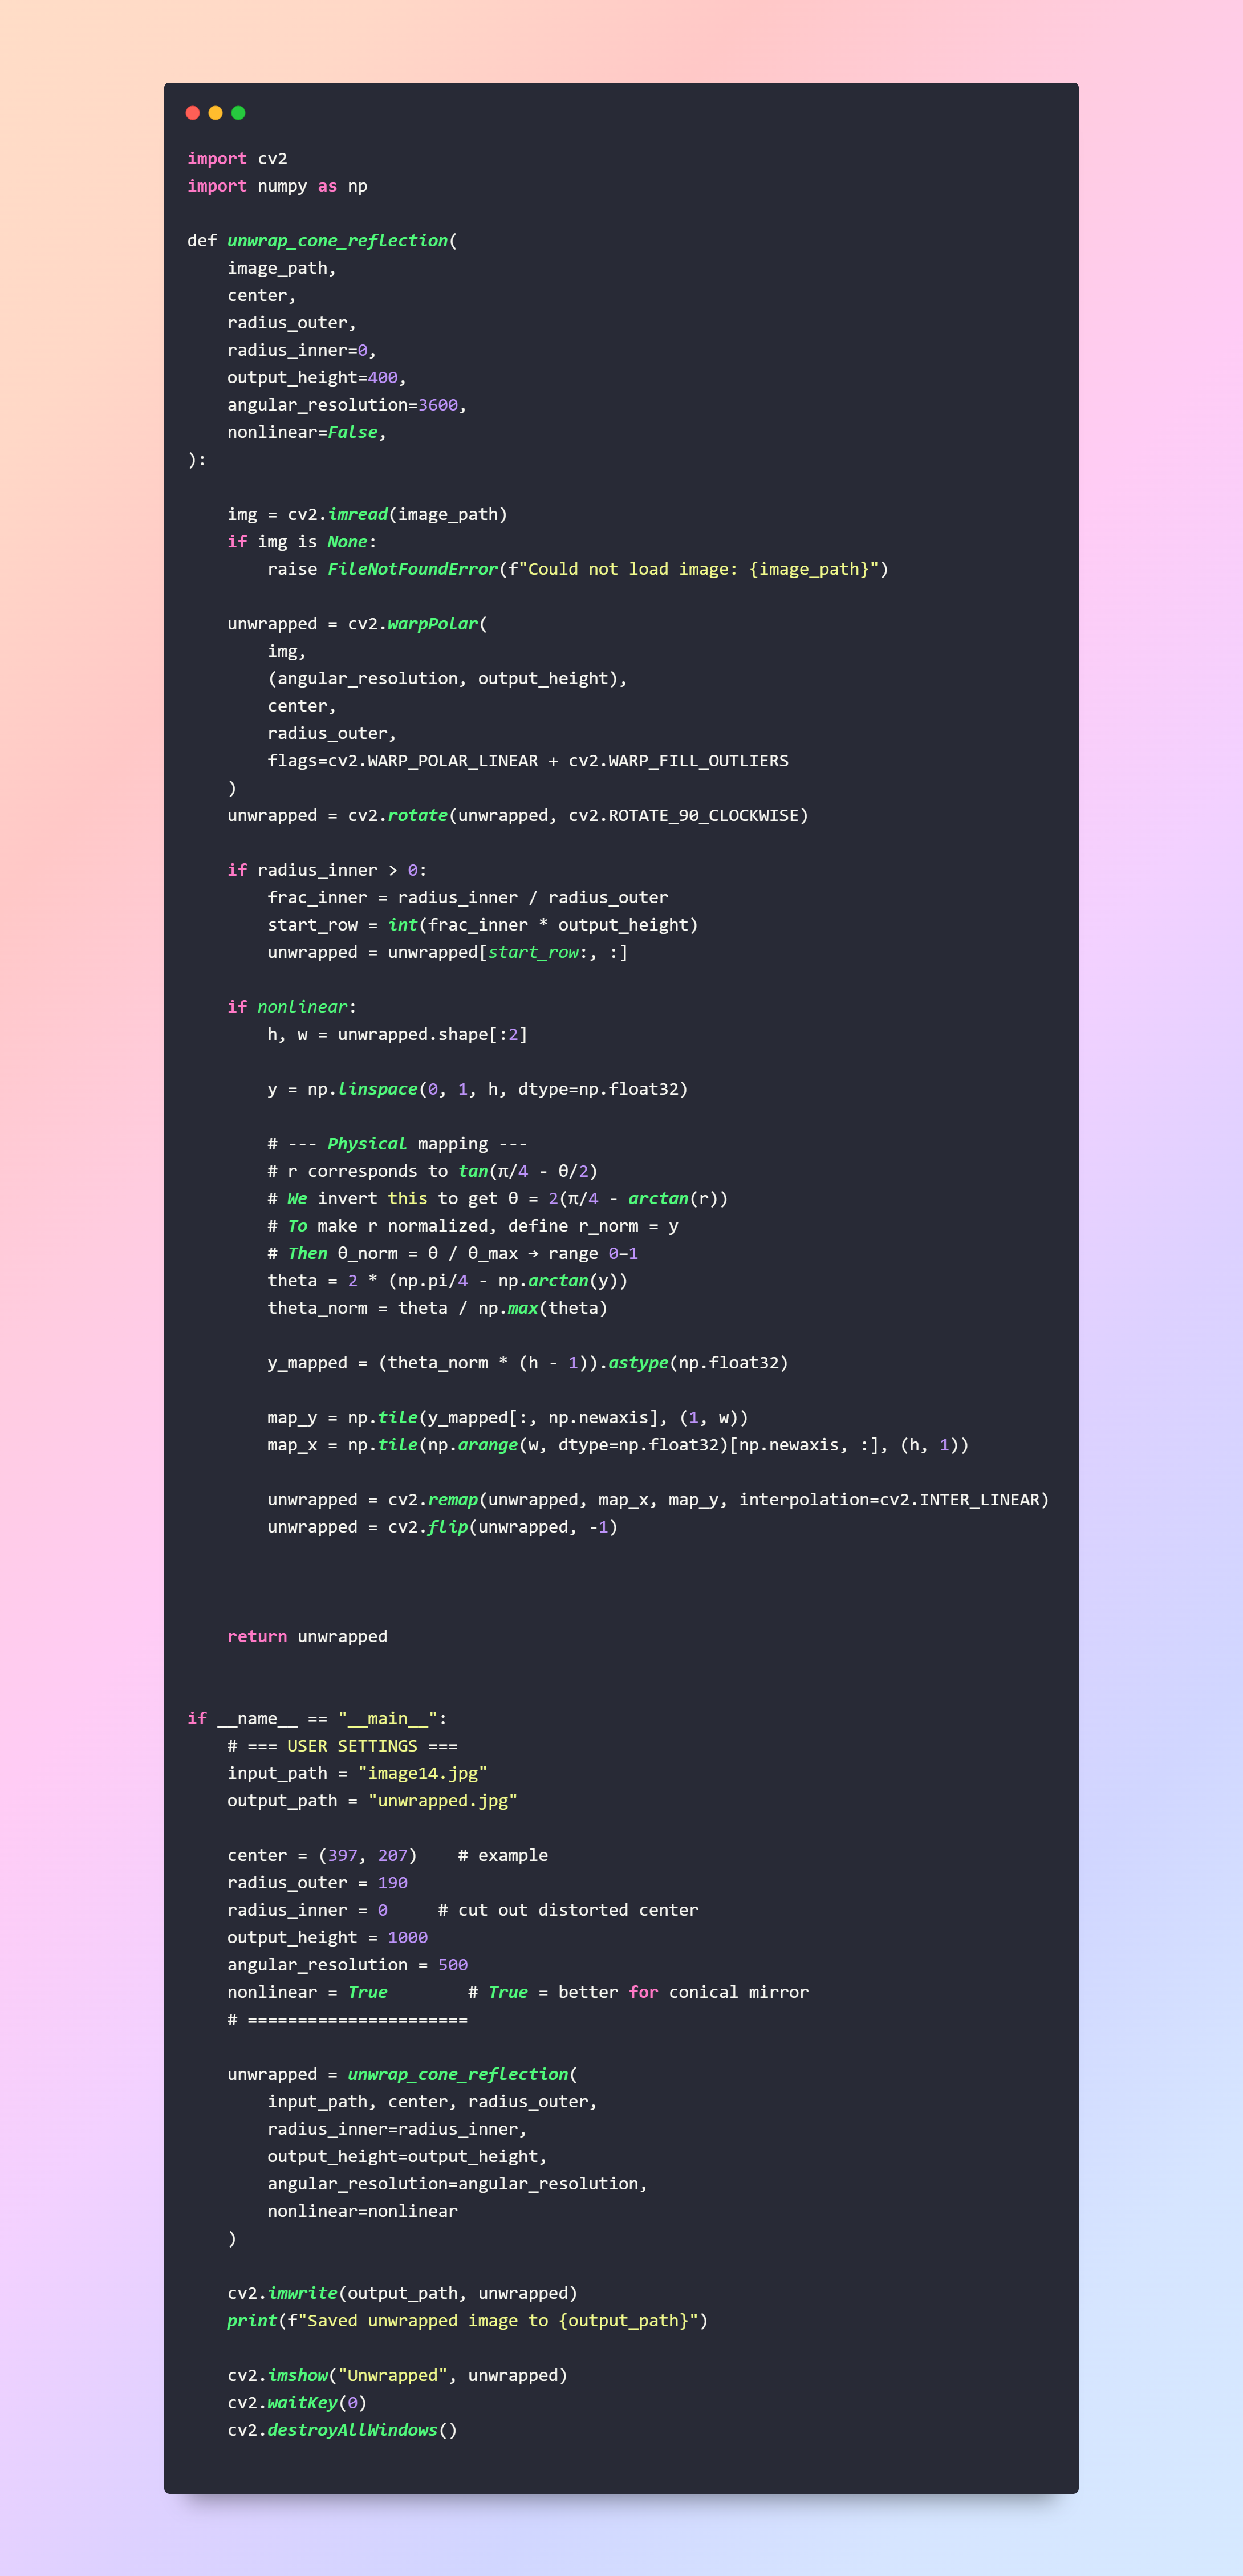 import cv2
import numpy as np

def unwrap_cone_reflection(
    image_path,
    center,
    radius_outer,
    radius_inner=0,
    output_height=400,
    angular_resolution=3600,
    nonlinear=False,
):

    img = cv2.imread(image_path)
    if img is None:
        raise FileNotFoundError(f"Could not load image: {image_path}")

    unwrapped = cv2.warpPolar(
        img,
        (angular_resolution, output_height),
        center,
        radius_outer,
        flags=cv2.WARP_POLAR_LINEAR + cv2.WARP_FILL_OUTLIERS
    )
    unwrapped = cv2.rotate(unwrapped, cv2.ROTATE_90_CLOCKWISE)

    if radius_inner > 0:
        frac_inner = radius_inner / radius_outer
        start_row = int(frac_inner * output_height)
        unwrapped = unwrapped[start_row:, :]

    if nonlinear:
        h, w = unwrapped.shape[:2]

        y = np.linspace(0, 1, h, dtype=np.float32)

        # --- Physical mapping ---
        # r corresponds to tan(π/4 - θ/2)
        # We invert this to get θ = 2(π/4 - arctan(r))
        # To make r normalized, define r_norm = y
        # Then θ_norm = θ / θ_max → range 0–1
        theta = 2 * (np.pi/4 - np.arctan(y))
        theta_norm = theta / np.max(theta)

        y_mapped = (theta_norm * (h - 1)).astype(np.float32)

        map_y = np.tile(y_mapped[:, np.newaxis], (1, w))
        map_x = np.tile(np.arange(w, dtype=np.float32)[np.newaxis, :], (h, 1))

        unwrapped = cv2.remap(unwrapped, map_x, map_y, interpolation=cv2.INTER_LINEAR)
        unwrapped = cv2.flip(unwrapped, -1)

    return unwrapped

if __name__ == "__main__":
    # === USER SETTINGS ===
    input_path = "image14.jpg"
    output_path = "unwrapped.jpg"

    center = (397, 207)    # example
    radius_outer = 190
    radius_inner = 0     # cut out distorted center
    output_height = 1000
    angular_resolution = 500
    nonlinear = True        # True = better for conical mirror
    # ======================

    unwrapped = unwrap_cone_reflection(
        input_path, center, radius_outer,
        radius_inner=radius_inner,
        output_height=output_height,
        angular_resolution=angular_resolution,
        nonlinear=nonlinear
    )

    cv2.imwrite(output_path, unwrapped)
    print(f"Saved unwrapped image to {output_path}")

    cv2.imshow("Unwrapped", unwrapped)
    cv2.waitKey(0)
    cv2.destroyAllWindows()